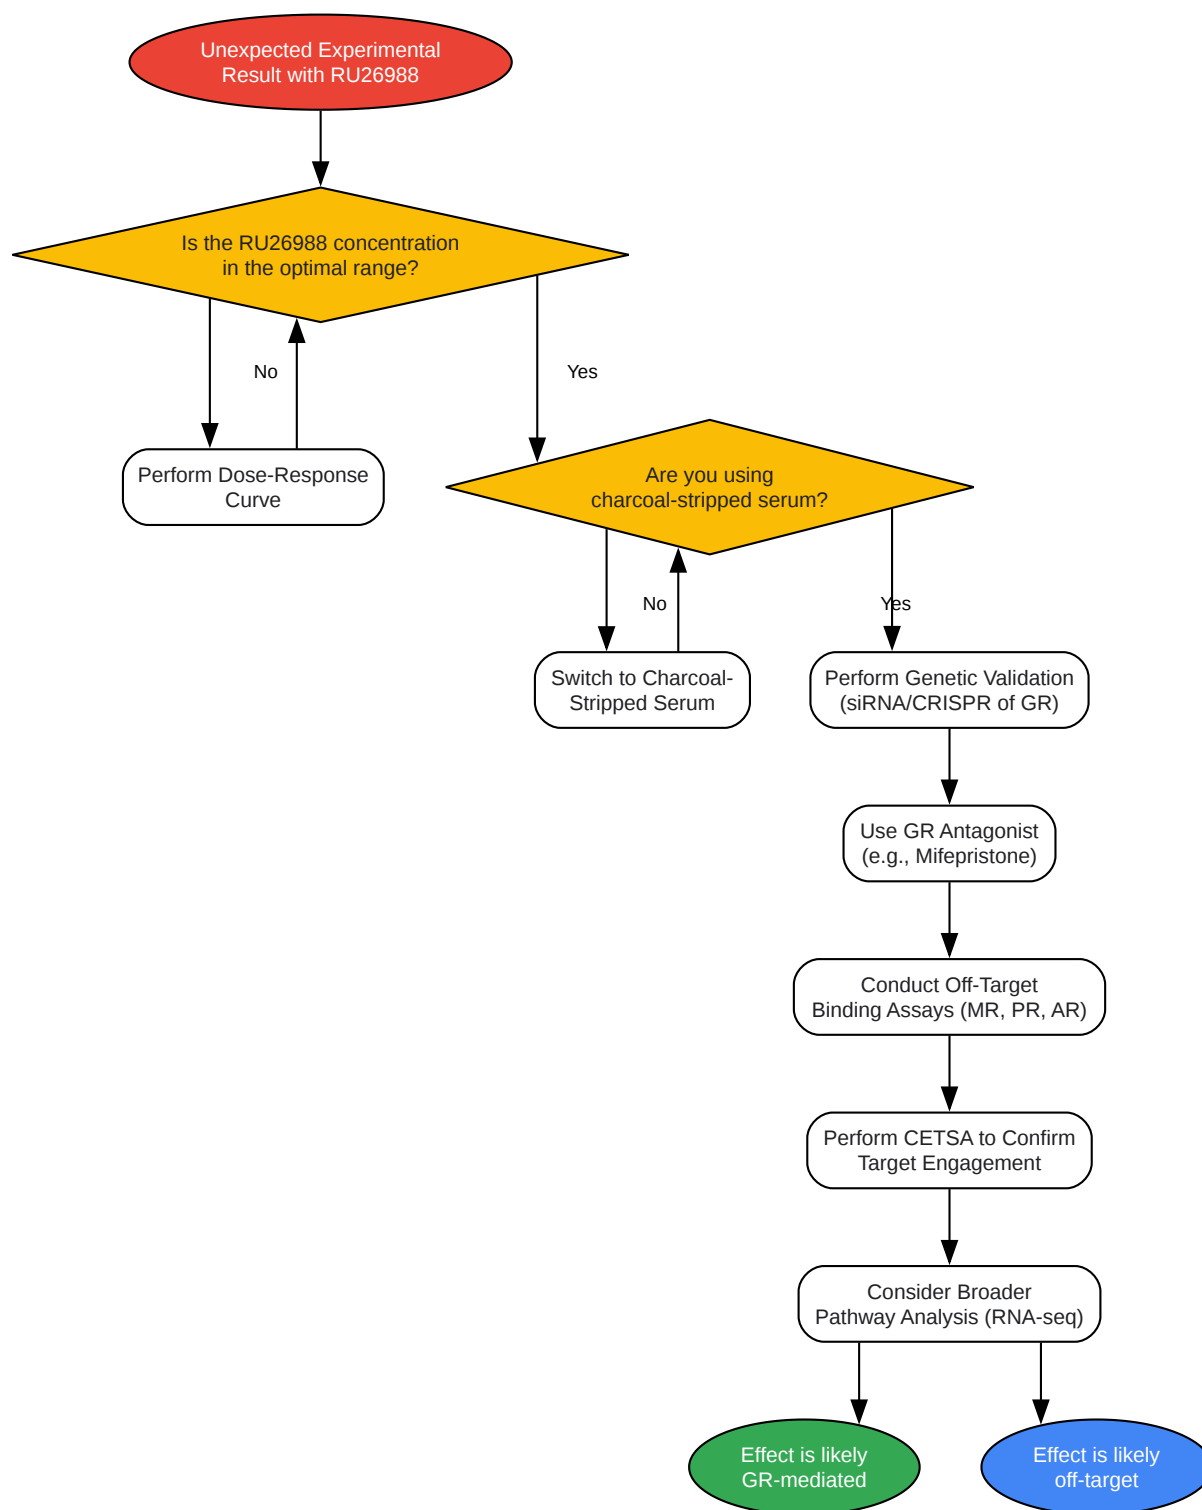 Unexpected Experimental
Result with RU26988
Is the RU26988 concentration
in the optimal range?
No
Yes
Perform Dose-Response
Curve
Are you using
charcoal-stripped serum?
No
Yes
Switch to Charcoal-
Stripped Serum
Perform Genetic Validation
(siRNA/CRISPR of GR)
Use GR Antagonist
(e.g., Mifepristone)
Conduct Off-Target
Binding Assays (MR, PR, AR)
Perform CETSA to Confirm
Target Engagement
Consider Broader
Pathway Analysis (RNA-seq)
Effect is likely
GR-mediated
Effect is likely
off-target